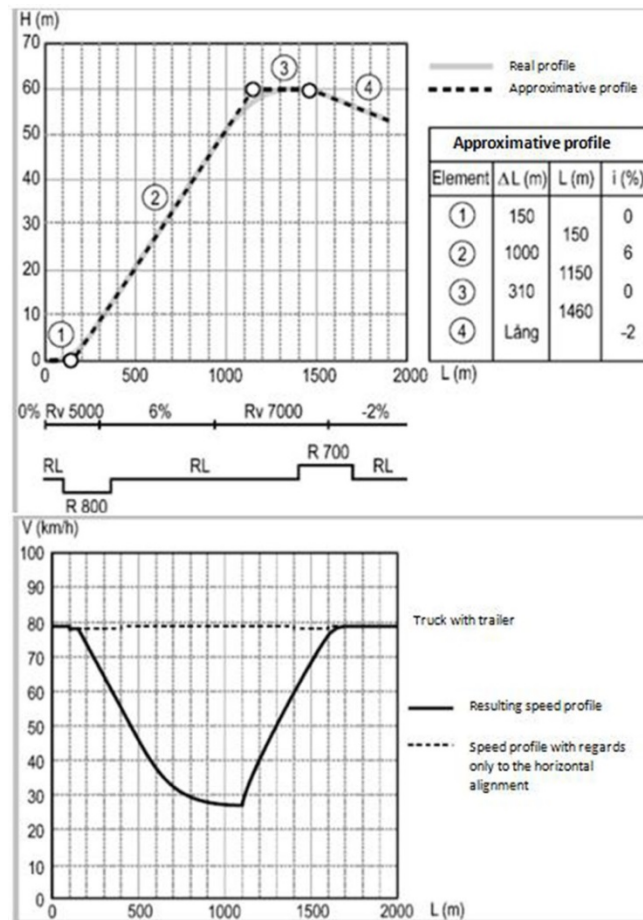 H (m)
70
60
50
40
30
20
10
0
0
500
1000
1500
2000
L (m)
1
2
3
4
Real profile
Approximative profile
Approximative profile
Element ΔL (m) L (m) i (%)
1 150 0
150
2 1000 6
1150
3 310 0
1460
4 Lång -2
0% Rv 5000 6% Rv 7000 -2%
RL R 800 RL R 700 RL
V (km/h)
100
90
80
70
60
50
40
30
20
10
0
0 500 1000 1500 2000
L (m)
Truck with trailer
Resulting speed profile
Speed profile with regards
only to the horizontal
alignment